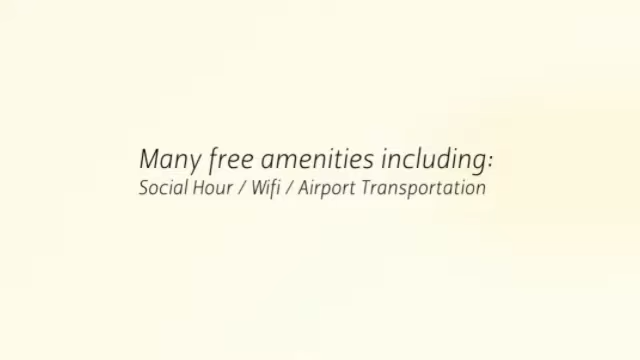 Many free amenities including:
Social Hour / Wifi / Airport Transportation